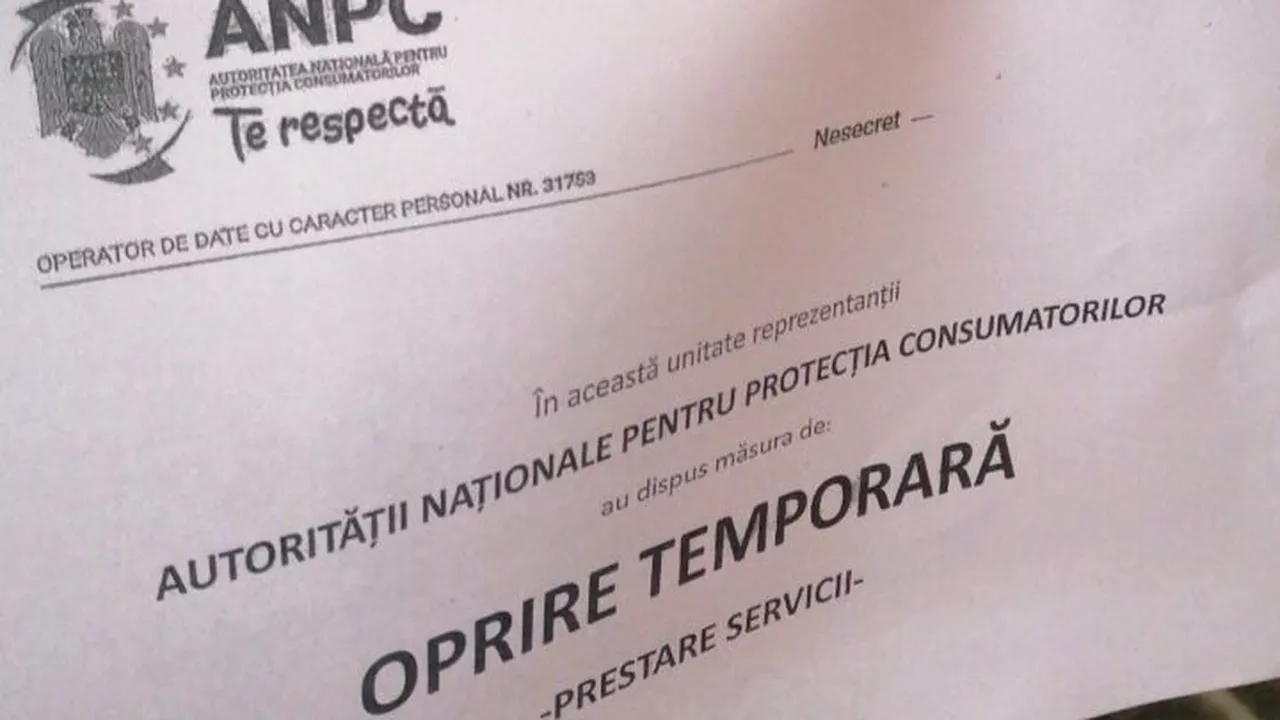 ANPC
AUTORITATEA NAȚIONALĂ PENTRU
PROTECȚIA CONSUMATORILOR
Te respectă
Nesecret
OPERATOR DE DATE CU CARACTER PERSONAL NR. 31753
În această unitate reprezentanții
AUTORITĂȚII NAȚIONALE PENTRU PROTECȚIA CONSUMATORILOR
au dispus măsura de:
OPRIRE TEMPORARĂ
-PRESTARE SERVICII-